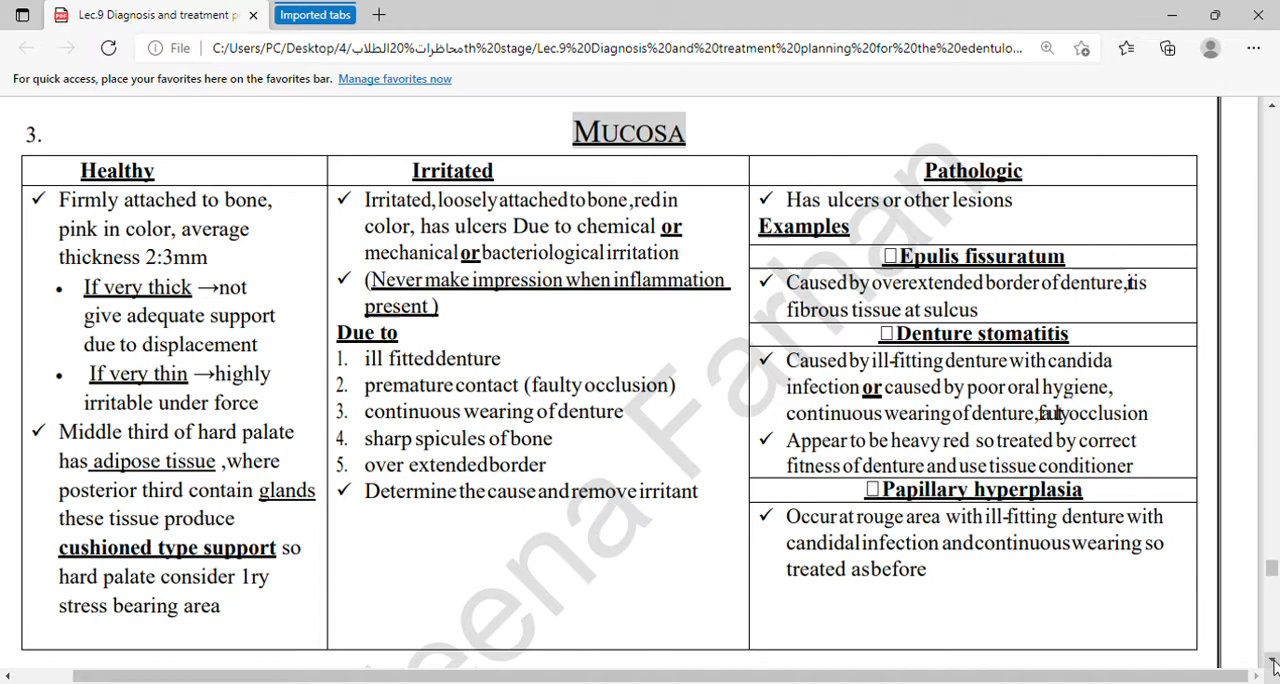 Lec.9 Diagnosis and treatment p
Imported tabs
File
C:/Users/PC/Desktop/4/محاظرات%20الطلاب/th%20stage/Lec.9%20Diagnosis%20and%20treatment%20planning%20for%20the%20edentulo...
For quick access, place your favorites here on the favorites bar. Manage favorites now
3. MUCOSA
Healthy
✓ Firmly attached to bone,
pink in color, average
thickness 2:3mm
• If very thick →not
give adequate support
due to displacement
• If very thin →highly
irritable under force
✓ Middle third of hard palate
has adipose tissue ,where
posterior third contain glands
these tissue produce
cushioned type support so
hard palate consider 1ry
stress bearing area
Irritated
✓ Irritated, loosely attached to bone, red in
color, has ulcers Due to chemical or
mechanical or bacteriological irritation
✓ (Never make impression when inflammation
present )
Due to
1. ill fitted denture
2. premature contact (faulty occlusion)
3. continuous wearing of denture
4. sharp spicules of bone
5. over extended border
✓ Determine the cause and remove irritant
Pathologic
✓ Has ulcers or other lesions
Examples
Epulis fissuratum
✓ Caused by overextended border of denture, it is
fibrous tissue at sulcus
Denture stomatitis
✓ Caused by ill-fitting denture with candida
infection or caused by poor oral hygiene,
continuous wearing of denture, faulty occlusion
✓ Appear to be heavy red so treated by correct
fitness of denture and use tissue conditioner
Papillary hyperplasia
✓ Occur at rouge area with ill-fitting denture with
candidal infection and continuous wearing so
treated as before
eena Farhan